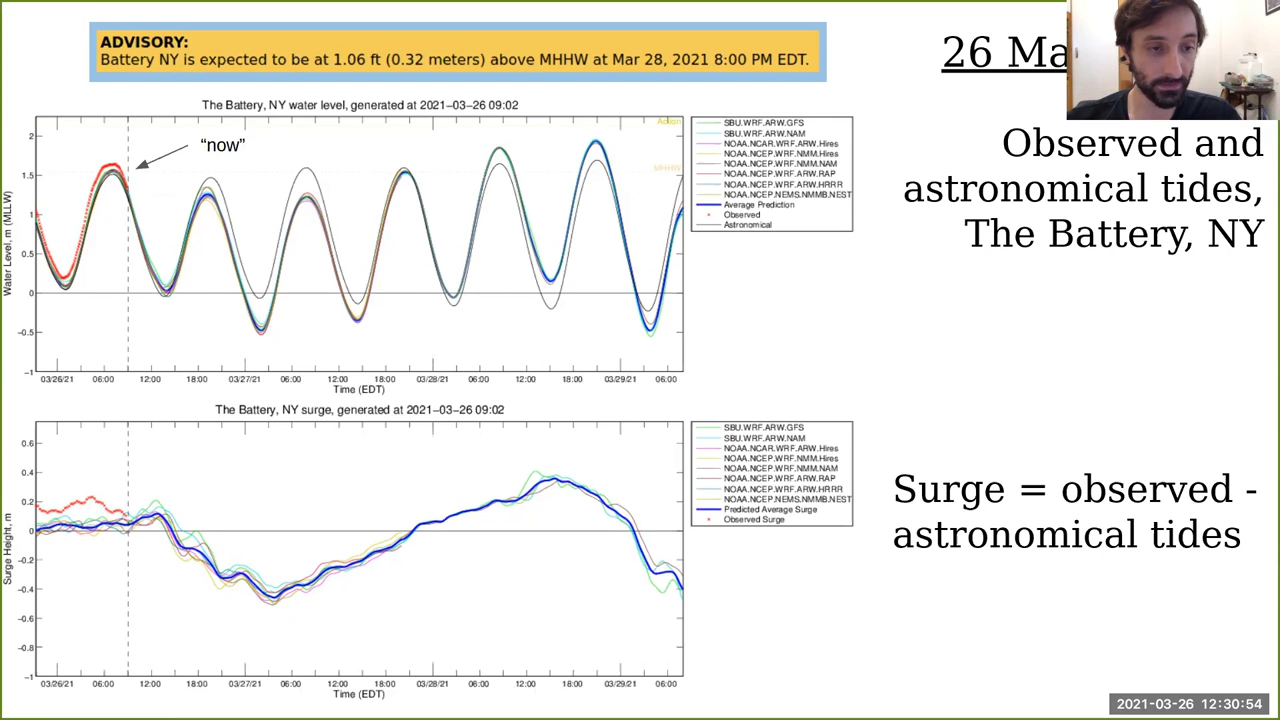 ADVISORY:
Battery NY is expected to be at 1.06 ft (0.32 meters) above MHHW at Mar 28, 2021 8:00 PM EDT.
26 Ma
Observed and
astronomical tides,
The Battery, NY
The Battery, NY water level, generated at 2021-03-26 09:02
"now"
Action
MHHW
Water Level, m (MLLW)
2
1.5
1
0.5
0
-0.5
-1
03/26/21 06:00 12:00 18:00 03/27/21 06:00 12:00 18:00 03/28/21 06:00 12:00 18:00 03/29/21 06:00
Time (EDT)
SBU.WRF.ARW.GFS
SBU.WRF.ARW.NAM
NOAA.NCAR.WRF.ARW.Hires
NOAA.NCEP.WRF.NMM.Hires
NOAA.NCEP.WRF.NMM.NAM
NOAA.NCEP.WRF.ARW.RAP
NOAA.NCEP.WRF.ARW.HRRR
NOAA.NCEP.NEMS.NMMB.NEST
Average Prediction
Observed
Astronomical
The Battery, NY surge, generated at 2021-03-26 09:02
Surge Height, m
0.6
0.4
0.2
0
-0.2
-0.4
-0.6
-0.8
-1
03/26/21 06:00 12:00 18:00 03/27/21 06:00 12:00 18:00 03/28/21 06:00 12:00 18:00 03/29/21 06:00
Time (EDT)
SBU.WRF.ARW.GFS
SBU.WRF.ARW.NAM
NOAA.NCAR.WRF.ARW.Hires
NOAA.NCEP.WRF.NMM.Hires
NOAA.NCEP.WRF.NMM.NAM
NOAA.NCEP.WRF.ARW.RAP
NOAA.NCEP.WRF.ARW.HRRR
NOAA.NCEP.NEMS.NMMB.NEST
Predicted Average Surge
Observed Surge
Surge = observed -
astronomical tides
2021-03-26 12:30:54